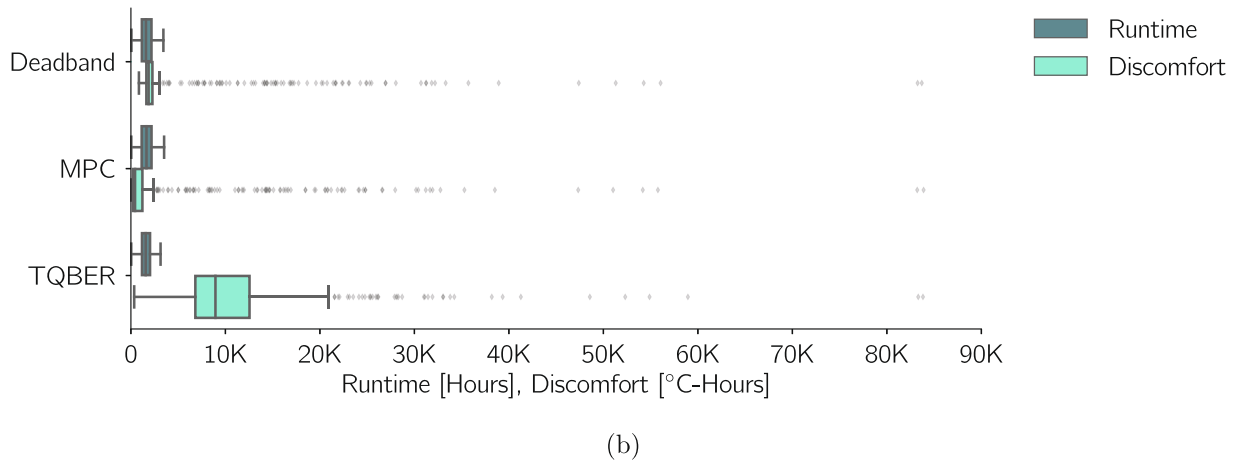 Runtime
Discomfort
Deadband
MPC
TQBER
0 10K 20K 30K 40K 50K 60K 70K 80K 90K
Runtime [Hours], Discomfort [°C-Hours]
(b)